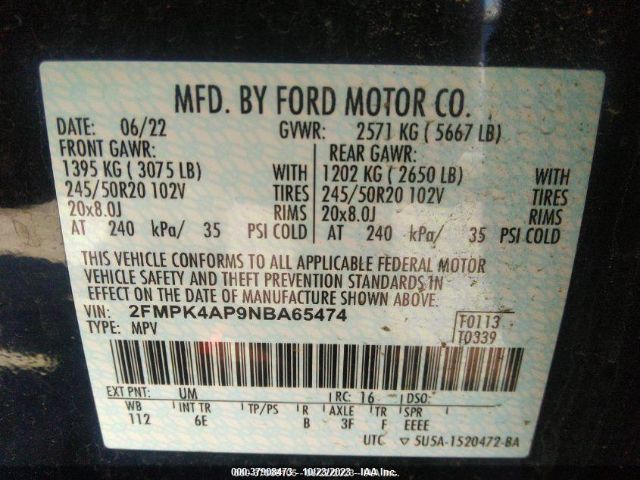 MFD. BY FORD MOTOR CO.
DATE: 06/22 GVWR: 2571 KG ( 5667 LB)
FRONT GAWR: REAR GAWR:
1395 KG ( 3075 LB) WITH 1202 KG ( 2650 LB) WITH
245/50R20 102V TIRES 245/50R20 102V TIRES
20x8.0J RIMS 20x8.0J RIMS
AT 240 kPa/ 35 PSI COLD AT 240 kPa/ 35 PSI COLD
THIS VEHICLE CONFORMS TO ALL APPLICABLE FEDERAL MOTOR
VEHICLE SAFETY AND THEFT PREVENTION STANDARDS IN
EFFECT ON THE DATE OF MANUFACTURE SHOWN ABOVE.
VIN: 2FMPK4AP9NBA65474
TYPE: MPV
F0113
T0339
EXT PNT: UM RC: 16 DSO:
WB INT TR TP/PS R AXLE TR SPR
112 6E B 3F F EEEE
UTC 5U5A-1520472-BA
000-37908473 10/23/2023 IAA Inc.